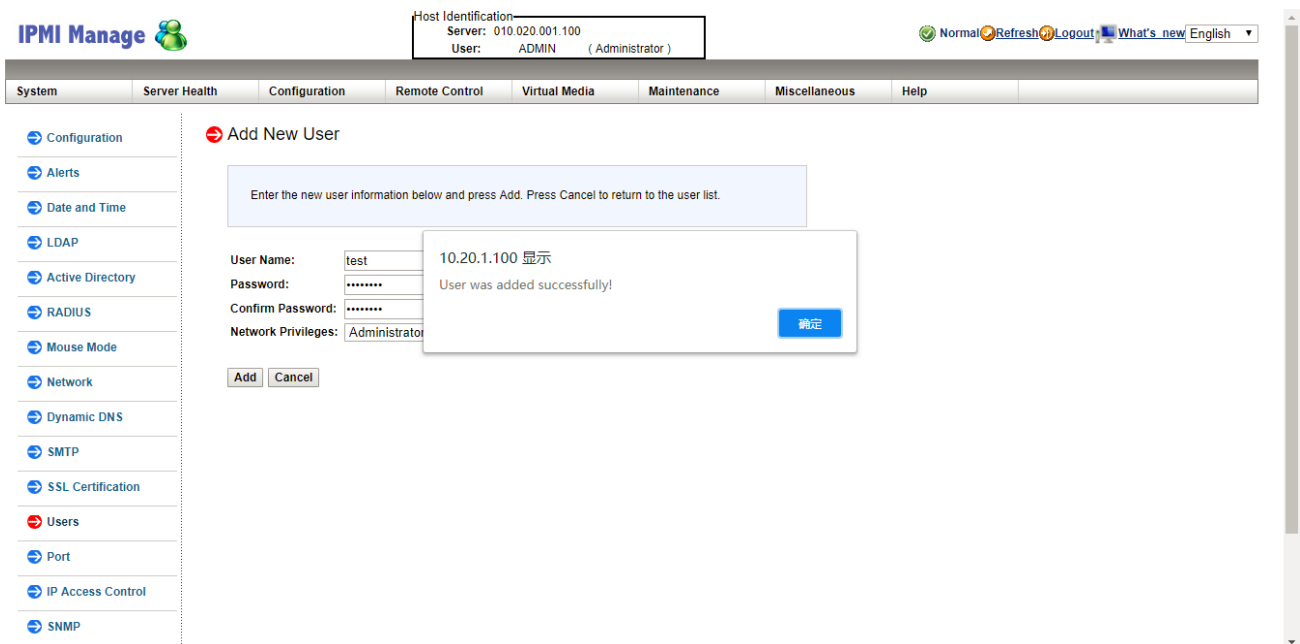 IPMI Manage
Host Identification
Server: 010.020.001.100
User: ADMIN ( Administrator )
Normal Refresh Logout What's new English
System Server Health Configuration Remote Control Virtual Media Maintenance Miscellaneous Help
Configuration
Alerts
Date and Time
LDAP
Active Directory
RADIUS
Mouse Mode
Network
Dynamic DNS
SMTP
SSL Certification
Users
Port
IP Access Control
SNMP
Add New User
Enter the new user information below and press Add. Press Cancel to return to the user list.
User Name: test
Password: ••••••••
Confirm Password: ••••••••
Network Privileges: Administrator
Add Cancel
10.20.1.100 显示
User was added successfully!
确定